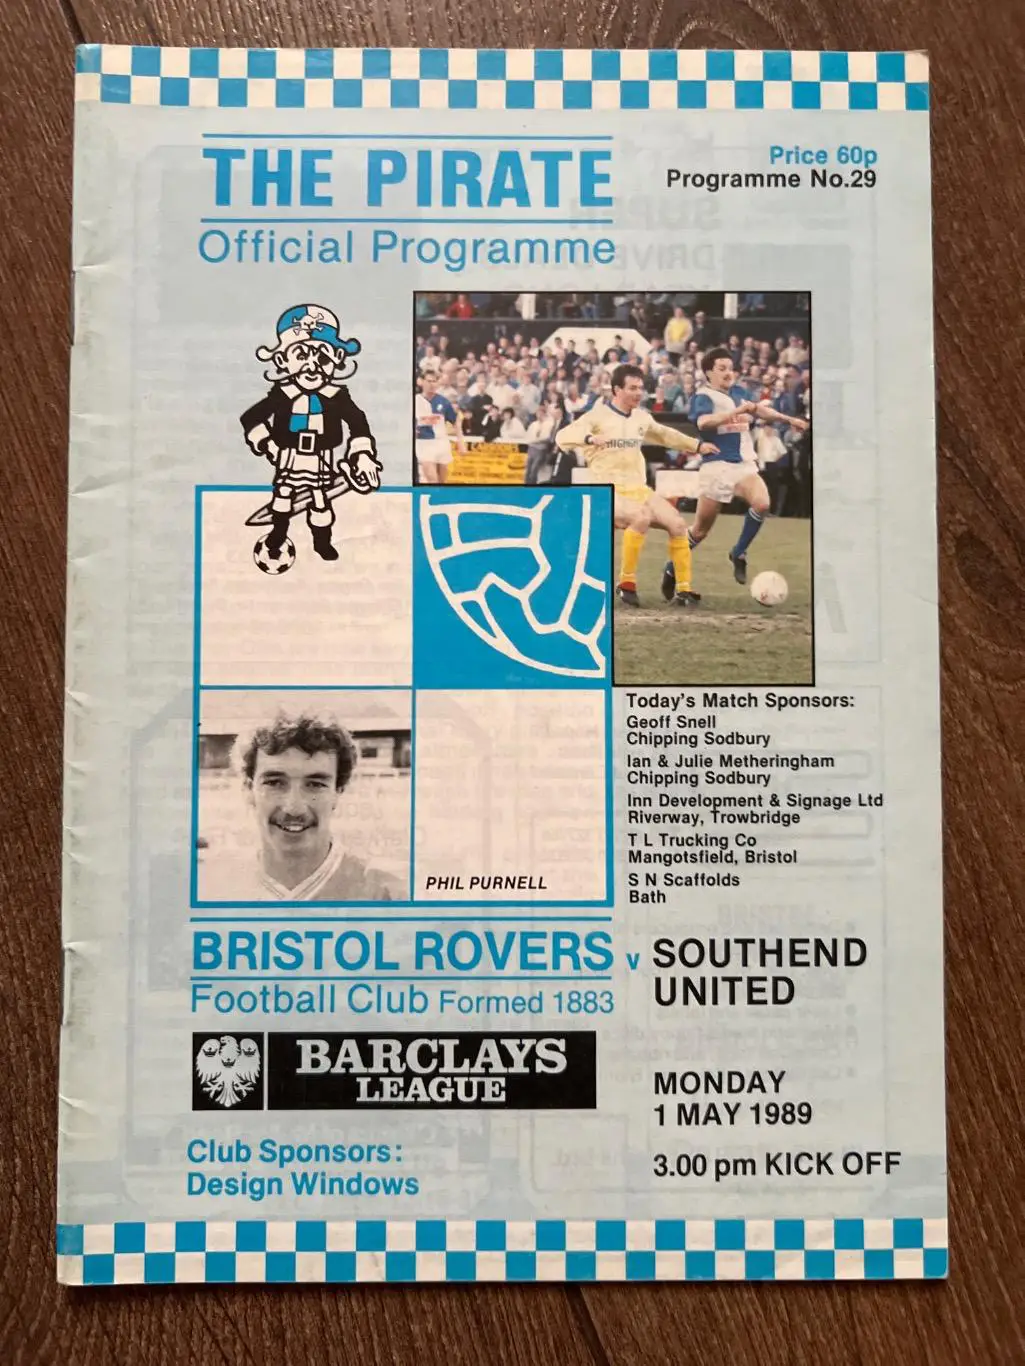 THE PIRATE
Official Programme
Price 60p
Programme No.29
Today's Match Sponsors:
Geoff Snell
Chipping Sodbury
Ian & Julie Metheringham
Chipping Sodbury
Inn Development & Signage Ltd
Riverway, Trowbridge
T L Trucking Co
Mangotsfield, Bristol
S N Scaffolds
Bath
PHIL PURNELL
BRISTOL ROVERS v SOUTHEND
UNITED
Football Club Formed 1883
BARCLAYS
LEAGUE
MONDAY
1 MAY 1989
3.00 pm KICK OFF
Club Sponsors:
Design Windows